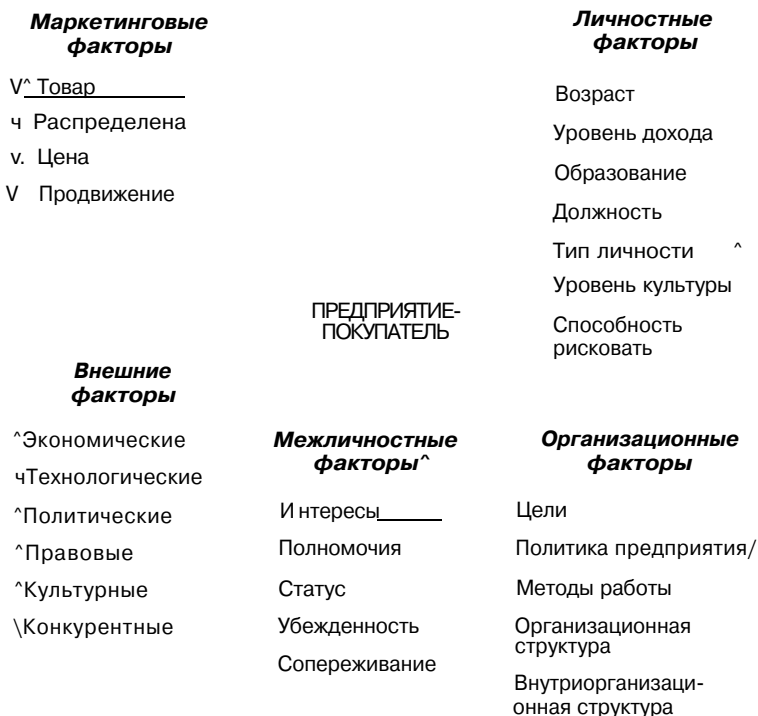 Маркетинговые
факторы
V^ Товар
ч Распределена
v. Цена
V Продвижение
Личностные
факторы
Возраст
Уровень дохода
Образование
Должность
Тип личности ^
Уровень культуры
Способность
рисковать
ПРЕДПРИЯТИЕ-
ПОКУПАТЕЛЬ
Внешние
факторы
^Экономические
чТехнологические
^Политические
^Правовые
^Культурные
\Конкурентные
Межличностные
факторы^
И нтересы
Полномочия
Статус
Убежденность
Сопереживание
Организационные
факторы
Цели
Политика предприятия/
Методы работы
Организационная
структура
Внутриорганизаци-
онная структура